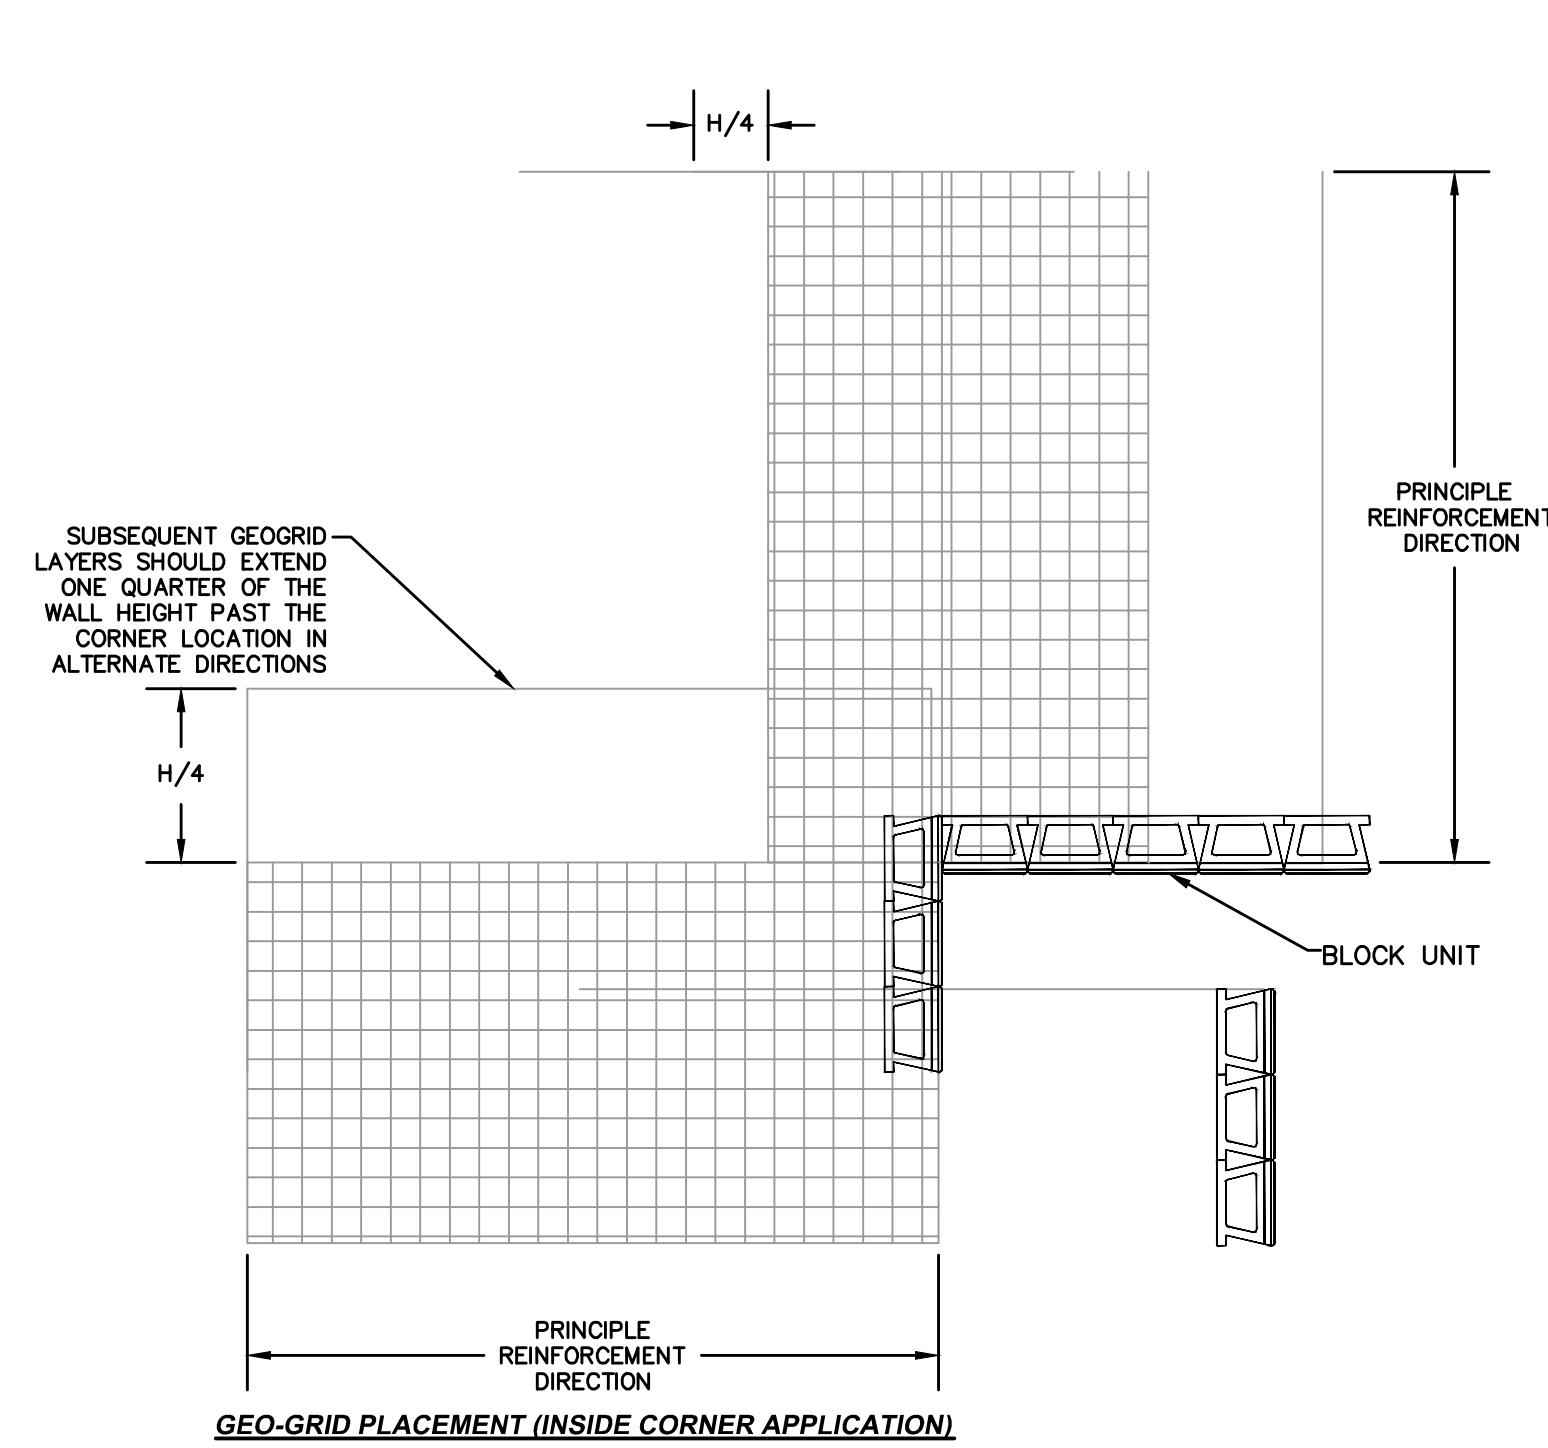 H/4
PRINCIPLE
REINFORCEMENT
DIRECTION
SUBSEQUENT GEOGRID
LAYERS SHOULD EXTEND
ONE QUARTER OF THE
WALL HEIGHT PAST THE
CORNER LOCATION IN
ALTERNATE DIRECTIONS
H/4
BLOCK UNIT
PRINCIPLE
REINFORCEMENT
DIRECTION
GEO-GRID PLACEMENT (INSIDE CORNER APPLICATION)